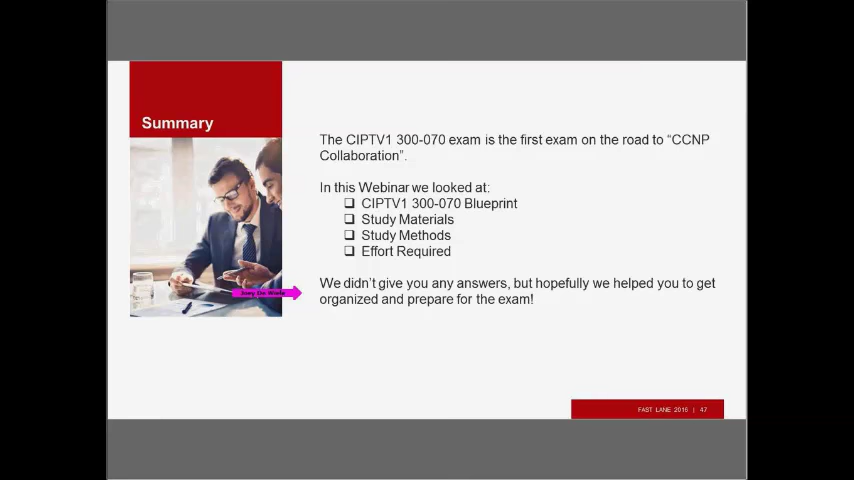 Summary
The CIPTV1 300-070 exam is the first exam on the road to “CCNP
Collaboration”.
In this Webinar we looked at:
CIPTV1 300-070 Blueprint
Study Materials
Study Methods
Effort Required
We didn’t give you any answers, but hopefully we helped you to get
organized and prepare for the exam!
FAST LANE 2016 | 47